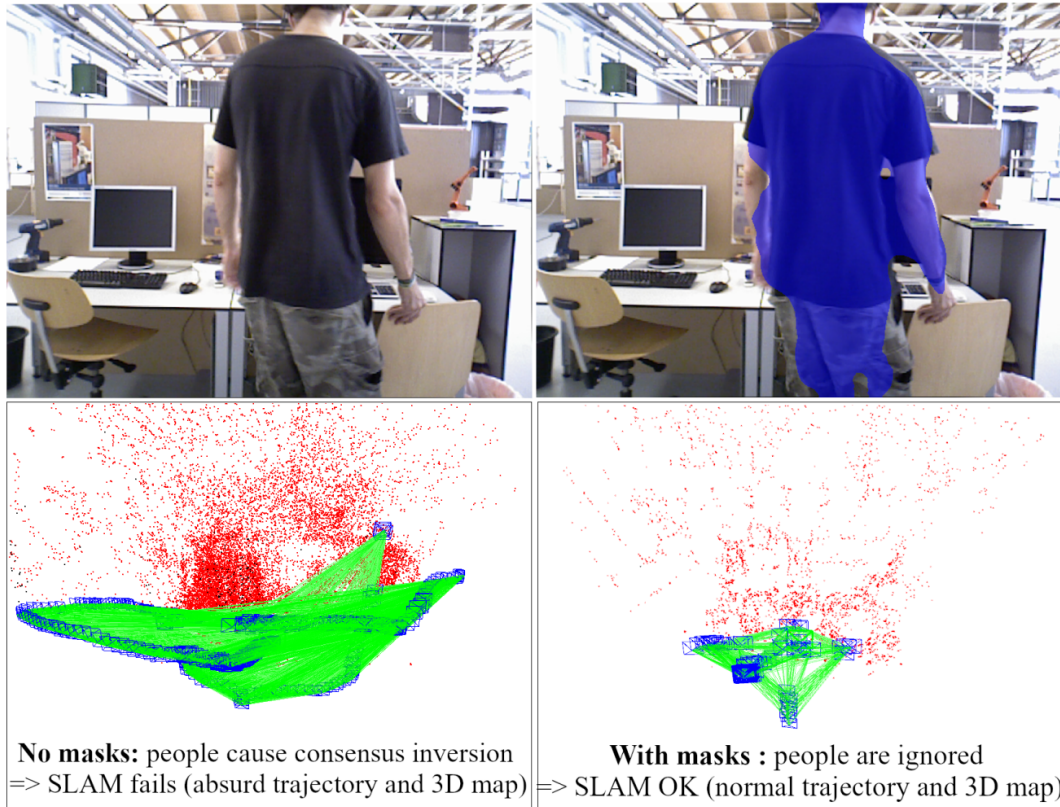 No masks: people cause consensus inversion
=> SLAM fails (absurd trajectory and 3D map)
With masks : people are ignored
=> SLAM OK (normal trajectory and 3D map)